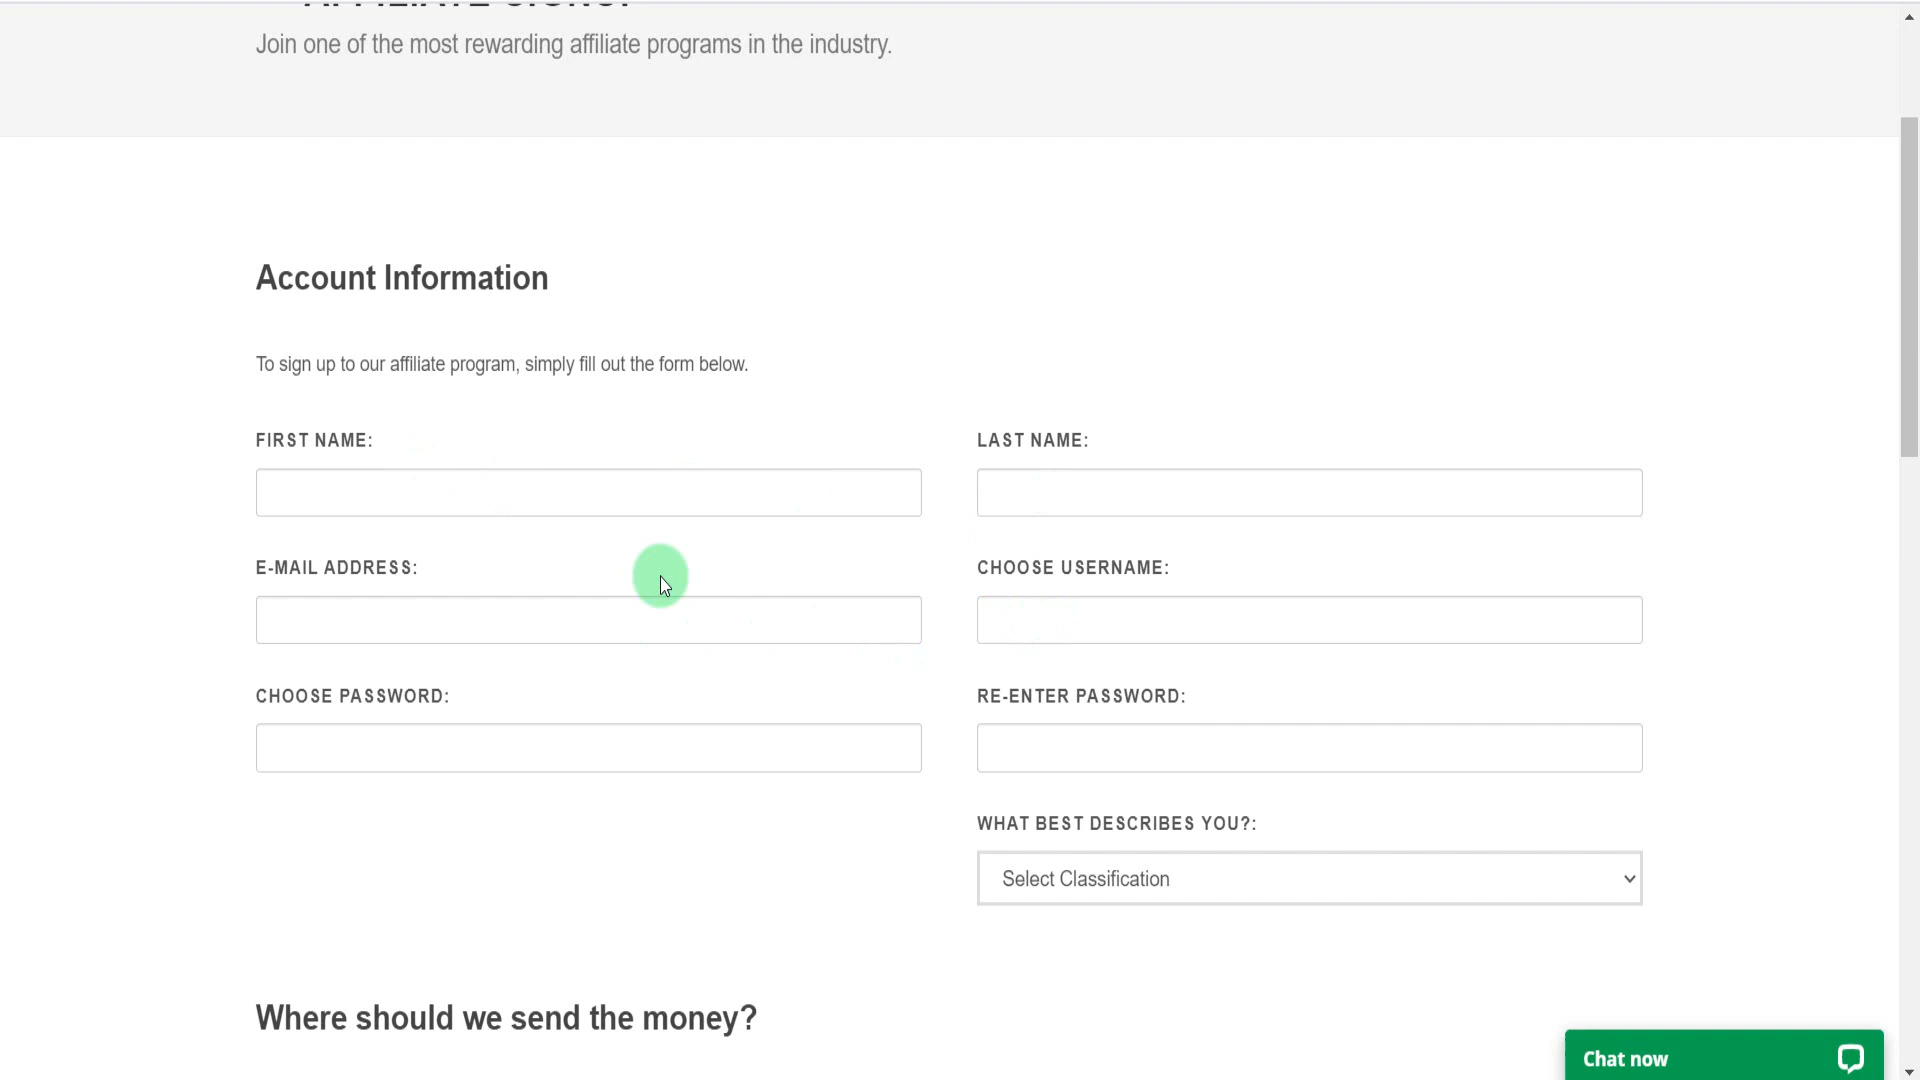 AFFILIATE SIGNUP
Join one of the most rewarding affiliate programs in the industry.
Account Information
To sign up to our affiliate program, simply fill out the form below.
FIRST NAME:
LAST NAME:
E-MAIL ADDRESS:
CHOOSE USERNAME:
CHOOSE PASSWORD:
RE-ENTER PASSWORD:
WHAT BEST DESCRIBES YOU?:
Select Classification
Where should we send the money?
Chat now